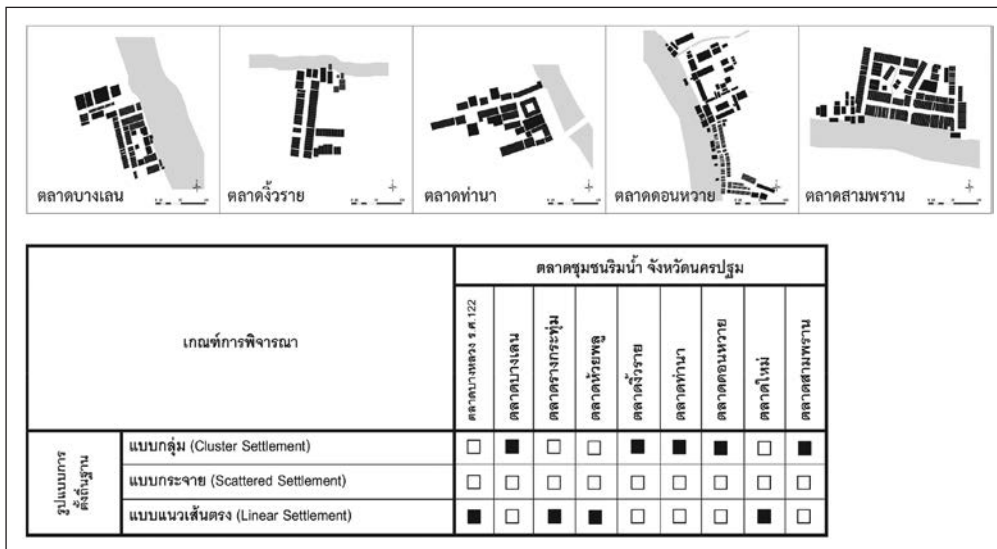 ตลาดบางเลน
ตลาดงิ้วราย
ตลาดท่านา
ตลาดดอนหวาย
ตลาดสามพราน
ตลาดชุมชนริมน้ำ จังหวัดนครปฐม
เกณฑ์การพิจารณา
ตลาดบางหลวง ร.ศ.122
ตลาดบางเลน
ตลาดรางกระทุ่ม
ตลาดห้วยพลู
ตลาดงิ้วราย
ตลาดท่านา
ตลาดดอนหวาย
ตลาดใหม่
ตลาดสามพราน
รูปแบบการ
ตั้งถิ่นฐาน
แบบกลุ่ม (Cluster Settlement)
แบบกระจาย (Scattered Settlement)
แบบแนวเส้นตรง (Linear Settlement)